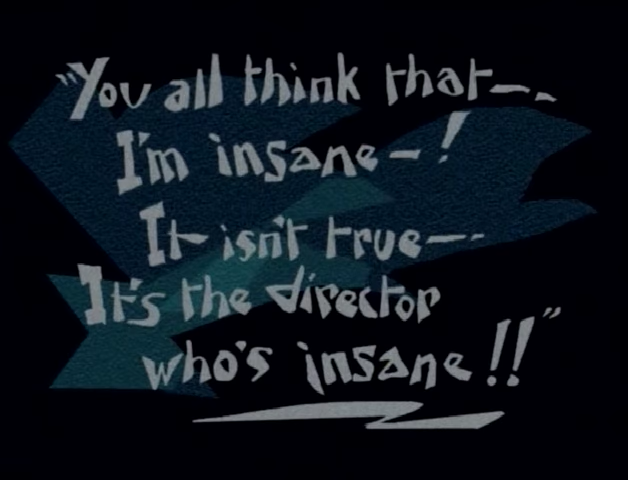 "You all think that—-
I'm insane—!
It isn't true—-
It's the director
who's insane!!"